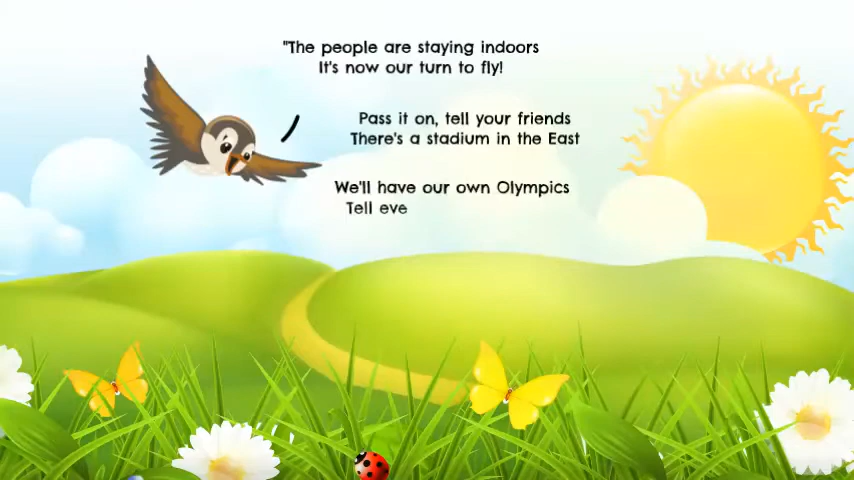 "The people are staying indoors
It's now our turn to fly!
Pass it on, tell your friends
There's a stadium in the East
We'll have our own Olympics
Tell eve